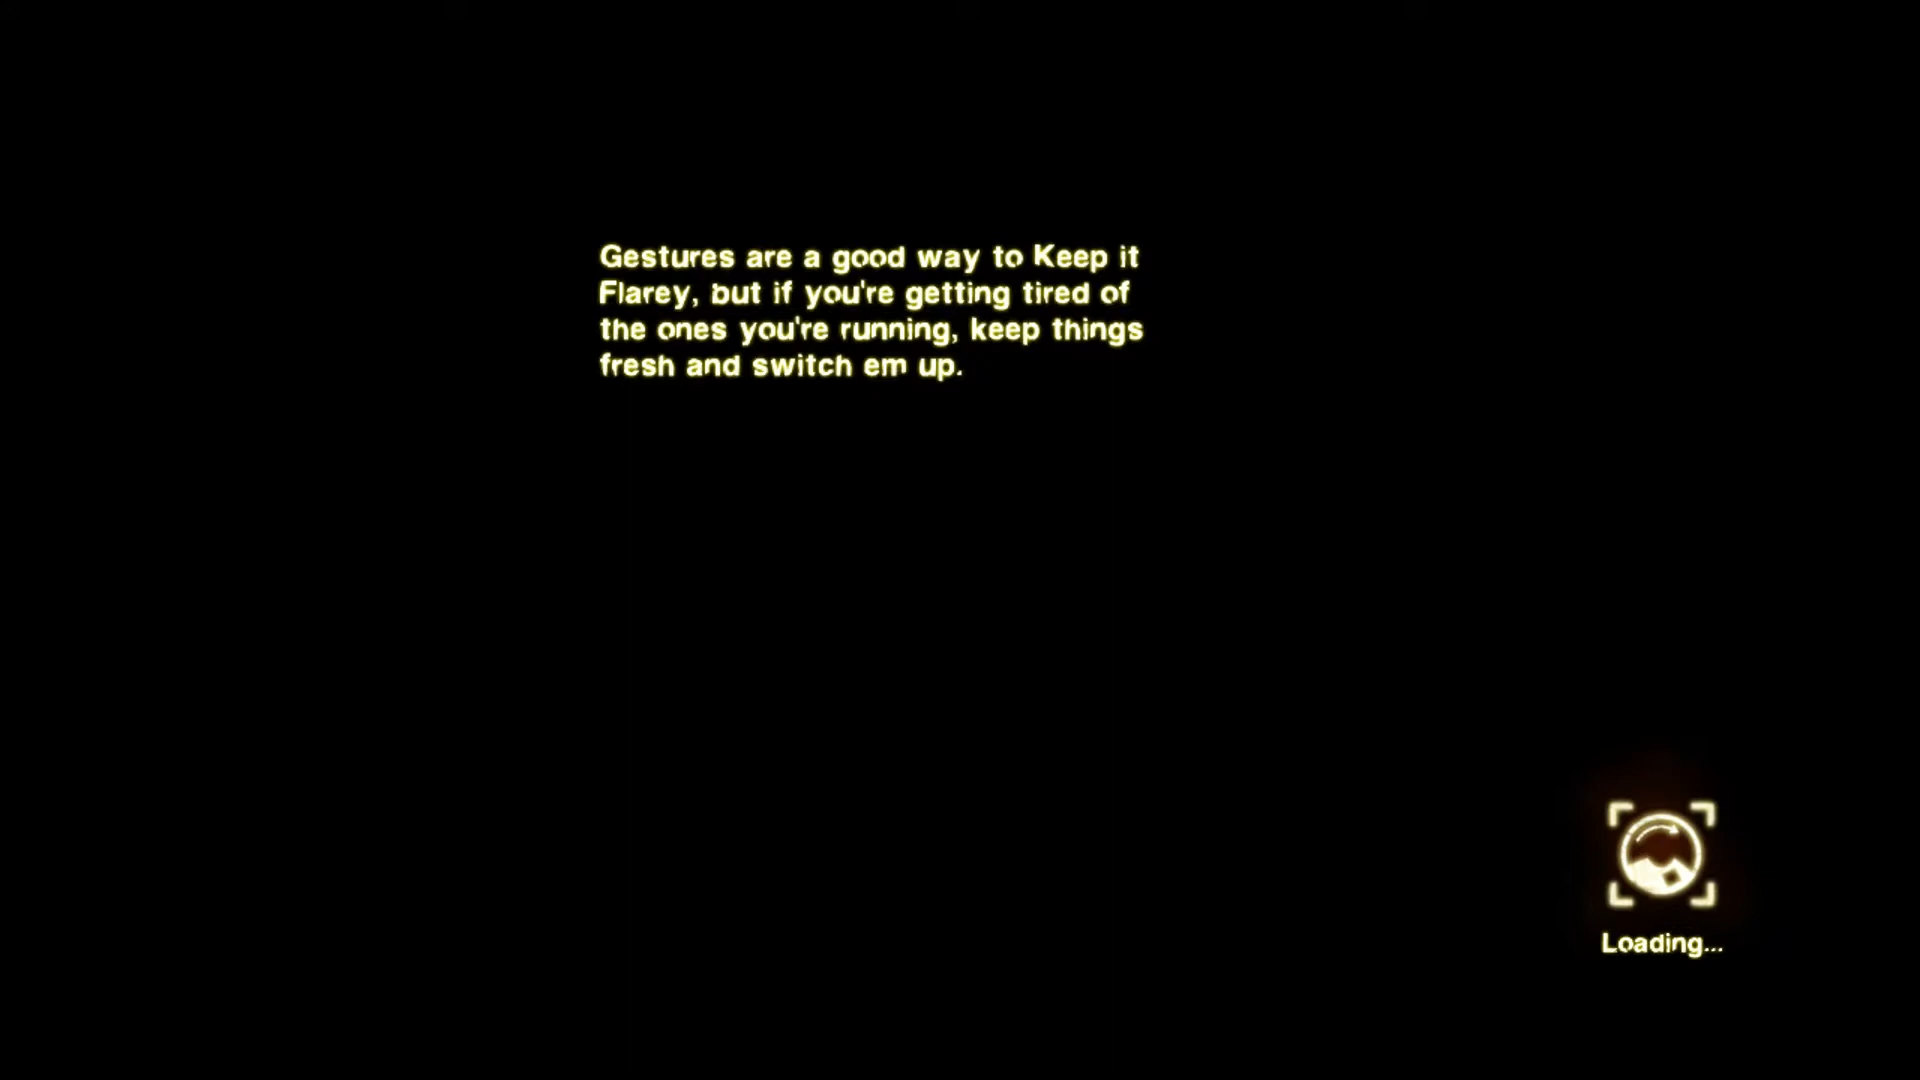 Gestures are a good way to Keep it
Flarey, but if you're getting tired of
the ones you're running, keep things
fresh and switch em up.
Loading...